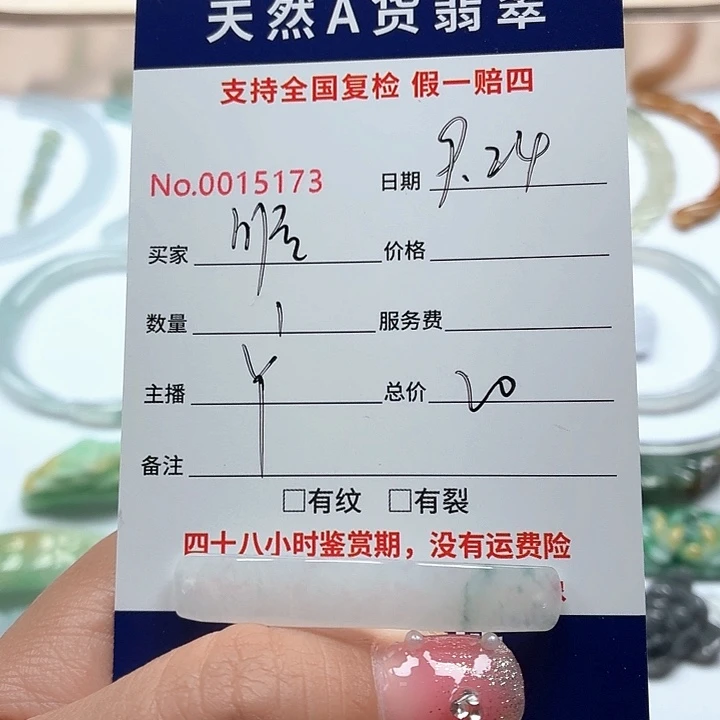 天然A货翡翠
支持全国复检 假一赔四
No.0015173 日期 9.24
买家 价格
数量 1 服务费
主播 Y 总价 20
备注
□有纹 □有裂
四十八小时鉴赏期，没有运费险